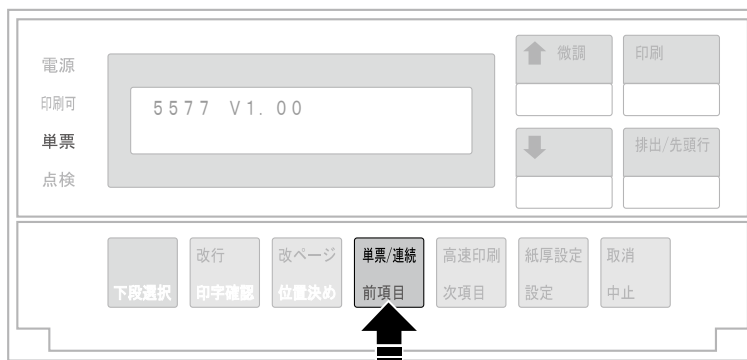 電源
印刷可
単票
点検
5577 V1.00
微調
印刷
排出/先頭行
下段選択
改行
印字確認
改ページ
位置決め
単票/連続
前項目
高速印刷
次項目
紙厚設定
設定
取消
中止